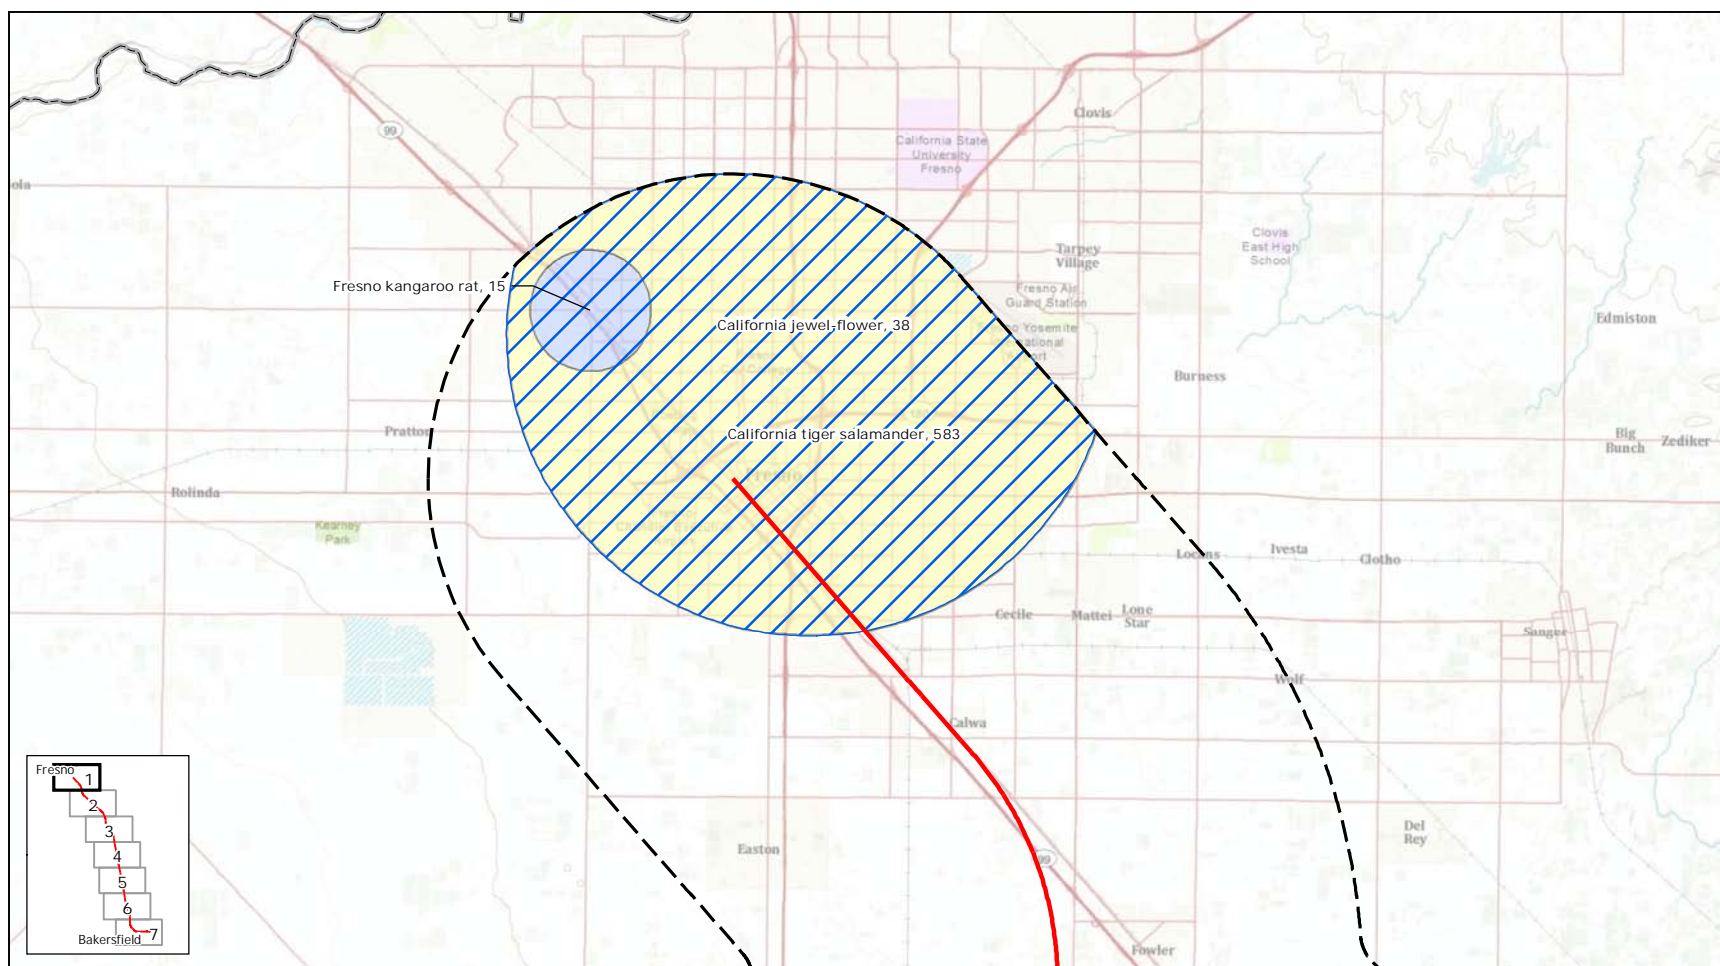 Clovis
99
California State
University
Fresno
ola
Clovis
East High
School
Tarpey
Village
Fresno kangaroo rat, 15
Fresno Air
Guard Station
California jewel-flower, 38
Edmiston
Burness
Pratton
California tiger salamander, 583
Big
Bunch
Zediker
Fresno
Rolinda
Kearney
Park
Locans
Ivesta
Clotho
Cecile
Mattei
Lone
Star
Sanger
Wolf
Calwa
Fresno
1
2
3
4
5
6
7
Bakersfield
Easton
99
Del
Rey
Fowler